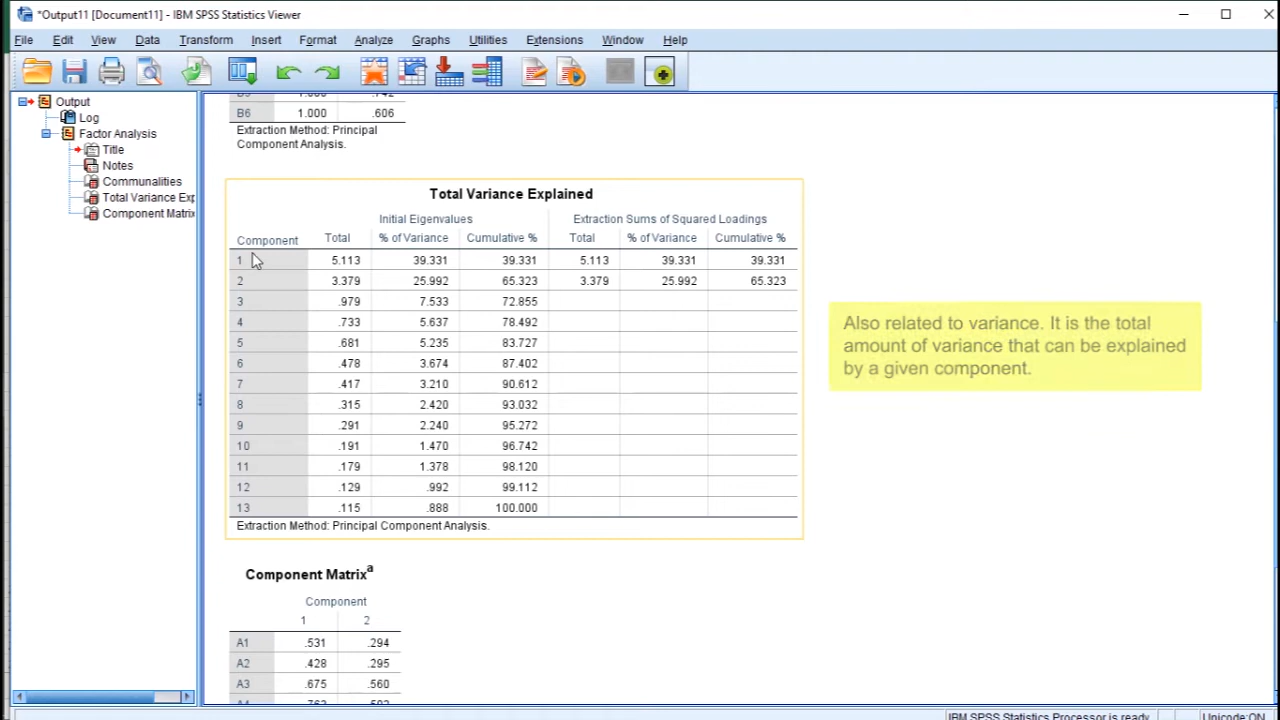 *Output11 [Document11] - IBM SPSS Statistics Viewer
File Edit View Data Transform Insert Format Analyze Graphs Utilities Extensions Window Help
Output
Log
Factor Analysis
Title
Notes
Communalities
Total Variance Exp
Component Matrix
B6 1.000 .606
Extraction Method: Principal
Component Analysis.
Total Variance Explained
Initial Eigenvalues Extraction Sums of Squared Loadings
Component Total % of Variance Cumulative % Total % of Variance Cumulative %
1 5.113 39.331 39.331 5.113 39.331 39.331
2 3.379 25.992 65.323 3.379 25.992 65.323
3 .979 7.533 72.855
4 .733 5.637 78.492
5 .681 5.235 83.727
6 .478 3.674 87.402
7 .417 3.210 90.612
8 .315 2.420 93.032
9 .291 2.240 95.272
10 .191 1.470 96.742
11 .179 1.378 98.120
12 .129 .992 99.112
13 .115 .888 100.000
Extraction Method: Principal Component Analysis.
Also related to variance. It is the total
amount of variance that can be explained
by a given component.
Component Matrixa
Component
1 2
A1 .531 .294
A2 .428 .295
A3 .675 .560
IBM SPSS Statistics Processor is ready Unicode:ON